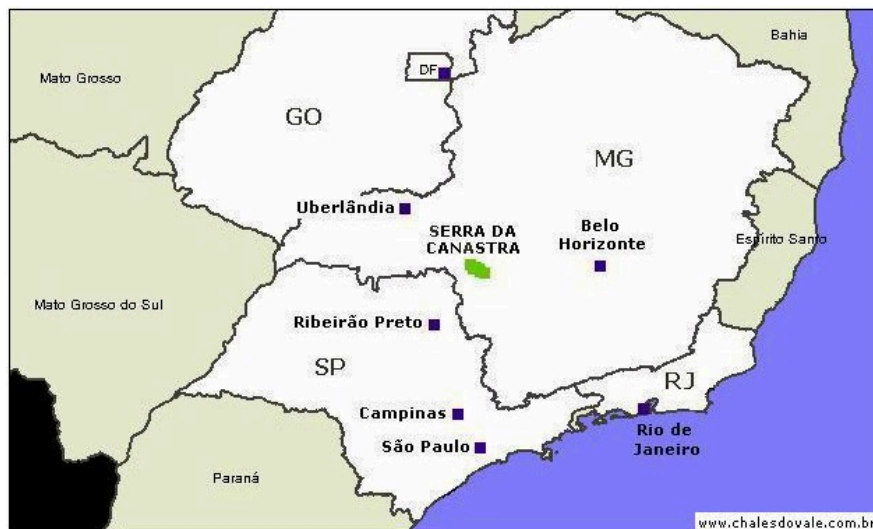 Bahia
DF
Mato Grosso
GO
MG
Uberlândia
SERRA DA
CANASTRA
Belo
Horizonte
Espírito Santo
Mato Grosso do Sul
Ribeirão Preto
SP
RJ
Campinas
Rio de
Janeiro
São Paulo
Paraná
www.chalesdovale.com.br